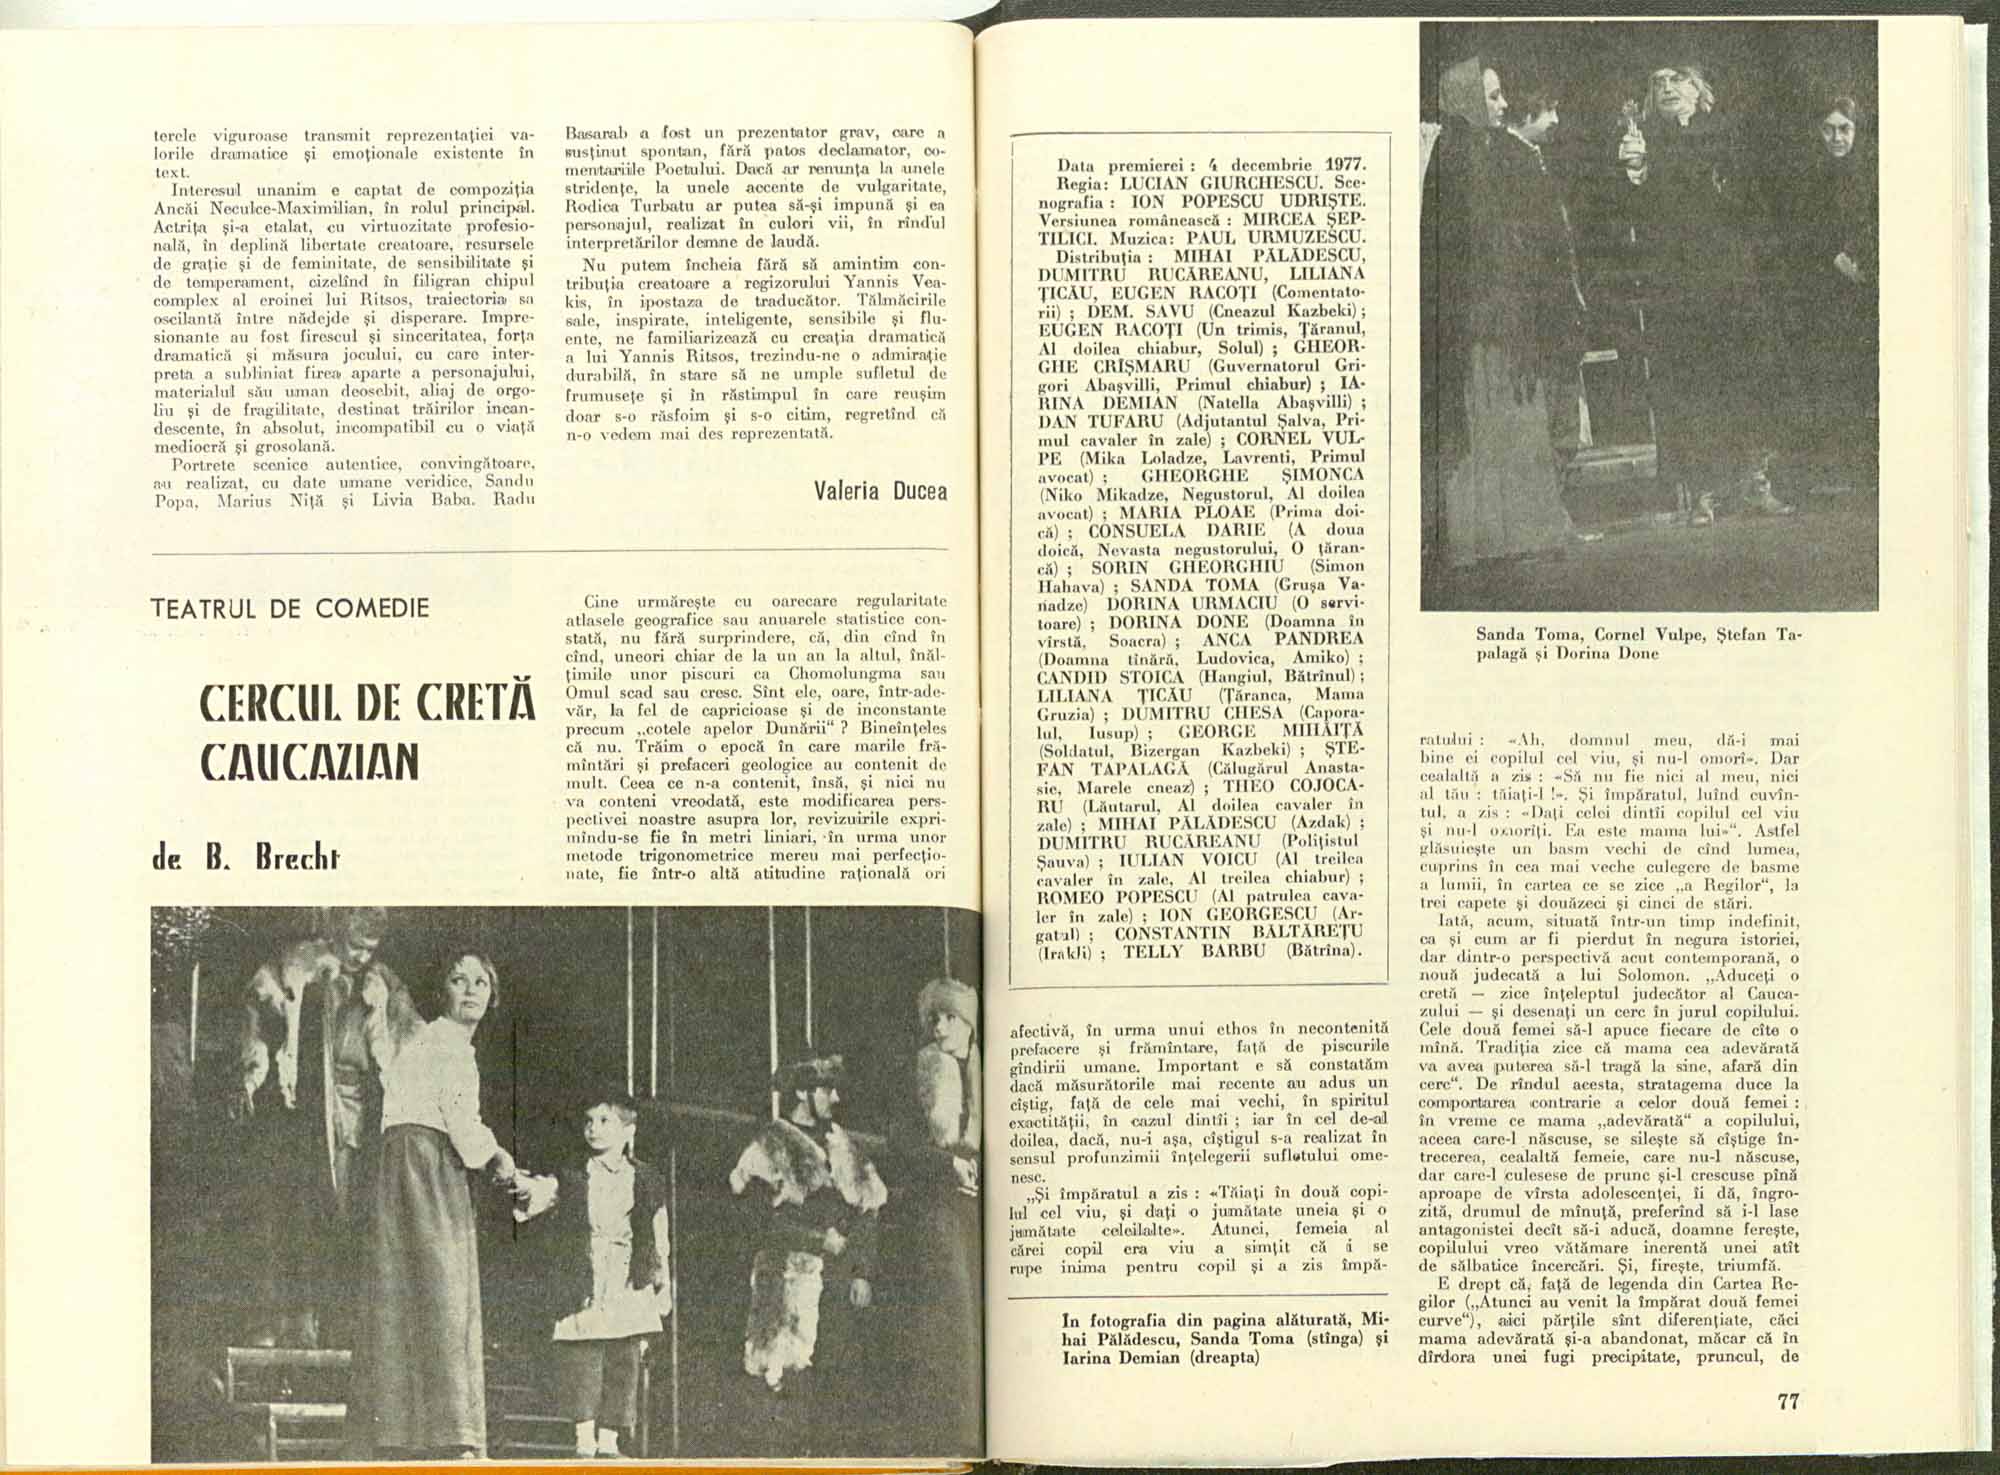 terele viguroase transmit reprezentației va-
lorile dramatice și emoționale existente în
text.
Interesul unanim e captat de compoziția
Ancăi Neculce-Maximilian, în rolul principal.
Actrița și-a etalat, cu virtuozitate profesio-
nală, în deplină libertate creatoare, resursele
de grație și de feminitate, de sensibilitate și
de temperament, cizelînd în filigran chipul
complex al eroinei lui Ritsos, traiectoria sa
oscilantă între nădejde și disperare. Impre-
sionante au fost firescul și sinceritatea, forța
dramatică și măsura jocului, cu care inter-
preta a subliniat firea aparte a personajului,
materialul său uman deosebit, aliaj de orgo-
liu și de fragilitate, destinat trăirilor incan-
descente, în absolut, incompatibil cu o viață
mediocră și grosolană.
Portrete scenice autentice, convingătoare,
au realizat, cu date umane veridice, Sandu
Popa, Marius Niță și Livia Baba. Radu
Basarab a fost un prezentator grav, care a
susținut spontan, fără patos declamator, co-
mentariile Poetului. Dacă ar renunța la unele
stridențe, la unele accente de vulgaritate,
Rodica Turbatu ar putea să-și impună și ea
personajul, realizat în culori vii, în rîndul
interpretărilor demne de laudă.
Nu putem încheia fără să amintim con-
tribuția creatoare a regizorului Yannis Vea-
kis, în ipostaza de traducător. Tălmăcirile
sale, inspirate, inteligente, sensibile și flu-
ente, ne familiarizează cu creația dramatică
a lui Yannis Ritsos, trezindu-ne o admirație
durabilă, în stare să ne umple sufletul de
frumusețe și în răstimpul în care reușim
doar s-o răsfoim și s-o citim, regretînd că
n-o vedem mai des reprezentată.
Valeria Ducea
TEATRUL DE COMEDIE
CERCUL DE CRETĂ
CAUCAZIAN
de B. Brecht
Cine urmărește cu oarecare regularitate
atlasele geografice sau anuarele statistice con-
stată, nu fără surprindere, că, din cînd în
cînd, uneori chiar de la un an la altul, înăl-
țimile unor piscuri ca Chomolungma sau
Omul scad sau cresc. Sînt ele, oare, într-ade-
văr, la fel de capricioase și de inconstante
precum „cotele apelor Dunării“ ? Bineînțeles
că nu. Trăim o epocă în care marile fră-
mîntări și prefaceri geologice au contenit de
mult. Ceea ce n-a contenit, însă, și nici nu
va conteni vreodată, este modificarea pers-
pectivei noastre asupra lor, revizuirile expri-
mîndu-se fie în metri liniari, în urma unor
metode trigonometrice mereu mai perfecțio-
nate, fie într-o altă atitudine rațională ori
Data premierei : 4 decembrie 1977.
Regia: LUCIAN GIURCHESCU. Sce-
nografia : ION POPESCU UDRIȘTE.
Versiunea românească : MIRCEA ȘEP-
TILICI. Muzica: PAUL URMUZESCU.
Distribuția : MIHAI PĂLĂDESCU,
DUMITRU RUCĂREANU, LILIANA
ȚICĂU, EUGEN RACOȚI (Comentato-
rii) ; DEM. SAVU (Cneazul Kazbeki) ;
EUGEN RACOȚI (Un trimis, Țăranul,
Al doilea chiabur, Solul) ; GHEOR-
GHE CRÎȘMARU (Guvernatorul Gri-
gori Abașvilli, Primul chiabur) ; IA-
RINA DEMIAN (Natella Abașvilli) ;
DAN TUFARU (Adjutantul Șalva, Pri-
mul cavaler în zale) ; CORNEL VUL-
PE (Mika Loladze, Lavrenti, Primul
avocat) ; GHEORGHE ȘIMONCA
(Niko Mikadze, Negustorul, Al doilea
avocat) ; MARIA PLOAE (Prima doi-
că) ; CONSUELA DARIE (A doua
doică, Nevasta negustorului, O țăran-
că) ; SORIN GHEORGHIU (Simon
Hahava) ; SANDA TOMA (Grușa Va-
nadze) DORINA URMACIU (O servi-
toare) ; DORINA DONE (Doamna în
vîrstă, Soacra) ; ANCA PANDREA
(Doamna tînără, Ludovica, Amiko) ;
CANDID STOICA (Hangiul, Bătrînul) ;
LILIANA ȚICĂU (Țăranca, Mama
Gruzia) ; DUMITRU CHESA (Capora-
lul, Iusup) ; GEORGE MIHĂIȚĂ
(Soldatul, Bizergan Kazbeki) ; ȘTE-
FAN TAPALAGĂ (Călugărul Anasta-
sie, Marele cneaz) ; THEO COJOCA-
RU (Lăutarul, Al doilea cavaler în
zale) ; MIHAI PĂLĂDESCU (Azdak) ;
DUMITRU RUCĂREANU (Polițistul
Șauva) ; IULIAN VOICU (Al treilea
cavaler în zale, Al treilea chiabur) ;
ROMEO POPESCU (Al patrulea cava-
ler în zale) ; ION GEORGESCU (Ar-
gatul) ; CONSTANTIN BĂLTĂREȚU
(Irakli) ; TELLY BARBU (Bătrîna).
afectivă, în urma unui ethos în necontenită
prefacere și frămîntare, față de piscurile
gîndirii umane. Important e să constatăm
dacă măsurătorile mai recente au adus un
cîștig, față de cele mai vechi, în spiritul
exactității, în cazul dintîi ; iar în cel de-al
doilea, dacă, nu-i așa, cîștigul s-a realizat în
sensul profunzimii înțelegerii sufletului ome-
nesc.
„Și împăratul a zis : «Tăiați în două copi-
lul cel viu, și dați o jumătate uneia și o
jumătate celeilalte». Atunci, femeia al
cărei copil era viu a simțit că i se
rupe inima pentru copil și a zis împă-
În fotografia din pagina alăturată, Mi-
hai Pălădescu, Sanda Toma (stînga) și
Iarina Demian (dreapta)
Sanda Toma, Cornel Vulpe, Ștefan Ta-
palagă și Dorina Done
ratului : «Ah, domnul meu, dă-i mai
bine ei copilul cel viu, și nu-l omorî». Dar
cealaltă a zis : «Să nu fie nici al meu, nici
al tău : tăiați-l !». Și împăratul, luînd cuvîn-
tul, a zis : «Dați celei dintîi copilul cel viu
și nu-l omorîți. Ea este mama lui»“. Astfel
glăsuiește un basm vechi de cînd lumea,
cuprins în cea mai veche culegere de basme
a lumii, în cartea ce se zice „a Regilor“, la
trei capete și douăzeci și cinci de stări.
Iată, acum, situată într-un timp indefinit,
ca și cum ar fi pierdut în negura istoriei,
dar dintr-o perspectivă acut contemporană, o
nouă judecată a lui Solomon. „Aduceți o
cretă — zice înțeleptul judecător al Cauca-
zului — și desenați un cerc în jurul copilului.
Cele două femei să-l apuce fiecare de cîte o
mînă. Tradiția zice că mama cea adevărată
va avea puterea să-l tragă la sine, afară din
cerc“. De rîndul acesta, stratagema duce la
comportarea contrarie a celor două femei :
în vreme ce mama „adevărată“ a copilului,
aceea care-l născuse, se silește să cîștige în-
trecerea, cealaltă femeie, care nu-l născuse,
dar care-l culesese de prunc și-l crescuse pînă
aproape de vîrsta adolescenței, îi dă, îngro-
zită, drumul de mînuță, preferînd să i-l lase
antagonistei decît să-i aducă, doamne ferește,
copilului vreo vătămare inerentă unei atît
de sălbatice încercări. Și, firește, triumfă.
E drept că, față de legenda din Cartea Re-
gilor („Atunci au venit la împărat două femei
curve“), aici părțile sînt diferențiate, căci
mama adevărată și-a abandonat, măcar că în
dîrdora unei fugi precipitate, pruncul, de
77